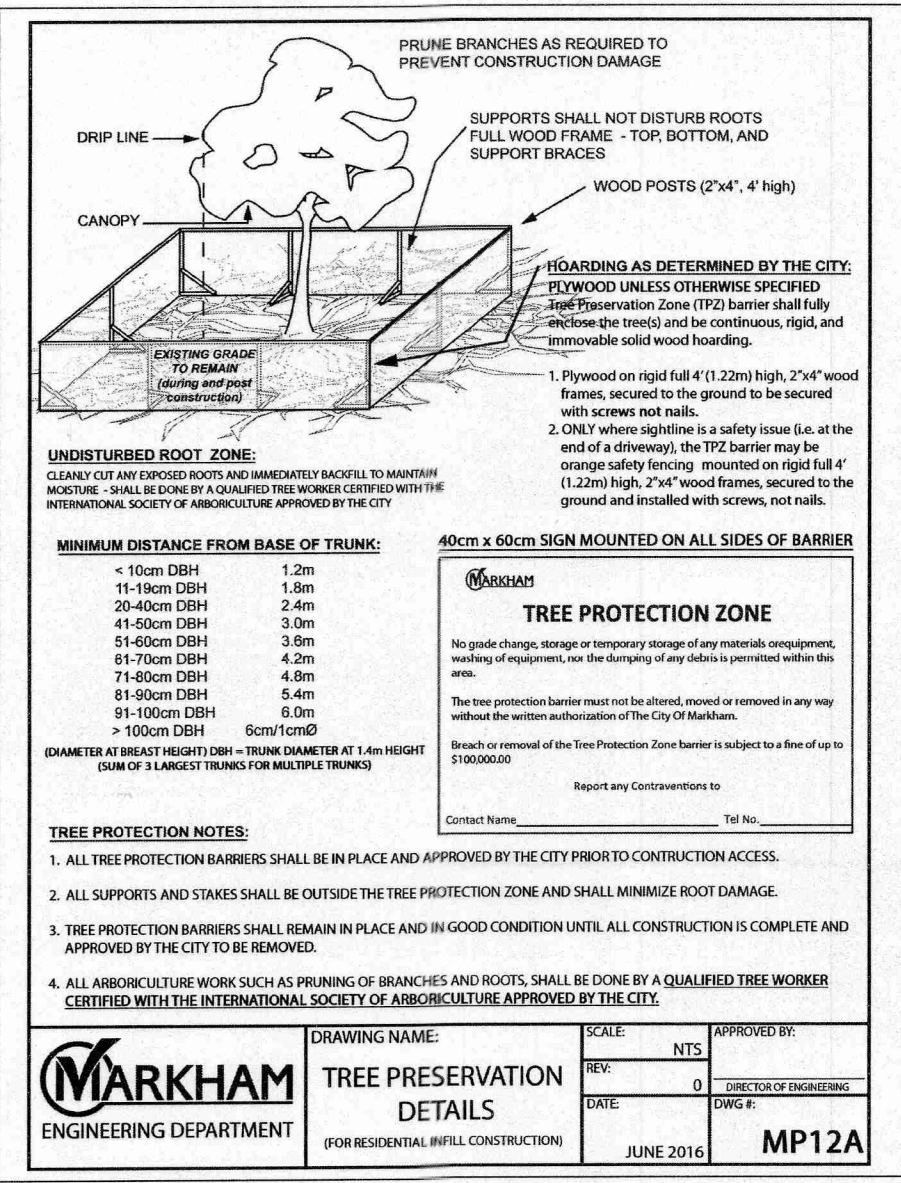 PRUNE BRANCHES AS REQUIRED TO
PREVENT CONSTRUCTION DAMAGE
DRIP LINE
SUPPORTS SHALL NOT DISTURB ROOTS
FULL WOOD FRAME - TOP, BOTTOM, AND
SUPPORT BRACES
WOOD POSTS (2"x4", 4' high)
CANOPY
HOARDING AS DETERMINED BY THE CITY:
PLYWOOD UNLESS OTHERWISE SPECIFIED
Tree Preservation Zone (TPZ) barrier shall fully
enclose the tree(s) and be continuous, rigid, and
immovable solid wood hoarding.
EXISTING GRADE
TO REMAIN
(during and post
construction)
1. Plywood on rigid full 4' (1.22m) high, 2"x4" wood
frames, secured to the ground to be secured
with screws not nails.
2. ONLY where sightline is a safety issue (i.e. at the
end of a driveway), the TPZ barrier may be
orange safety fencing mounted on rigid full 4'
(1.22m) high, 2"x4" wood frames, secured to the
ground and installed with screws, not nails.
UNDISTURBED ROOT ZONE:
CLEANLY CUT ANY EXPOSED ROOTS AND IMMEDIATELY BACKFILL TO MAINTAIN
MOISTURE - SHALL BE DONE BY A QUALIFIED TREE WORKER CERTIFIED WITH THE
INTERNATIONAL SOCIETY OF ARBORICULTURE APPROVED BY THE CITY
MINIMUM DISTANCE FROM BASE OF TRUNK:
< 10cm DBH 1.2m
11-19cm DBH 1.8m
20-40cm DBH 2.4m
41-50cm DBH 3.0m
51-60cm DBH 3.6m
61-70cm DBH 4.2m
71-80cm DBH 4.8m
81-90cm DBH 5.4m
91-100cm DBH 6.0m
> 100cm DBH 6cm/1cmØ
(DIAMETER AT BREAST HEIGHT) DBH = TRUNK DIAMETER AT 1.4m HEIGHT
(SUM OF 3 LARGEST TRUNKS FOR MULTIPLE TRUNKS)
40cm x 60cm SIGN MOUNTED ON ALL SIDES OF BARRIER
MARKHAM
TREE PROTECTION ZONE
No grade change, storage or temporary storage of any materials orequipment,
washing of equipment, nor the dumping of any debris is permitted within this
area.
The tree protection barrier must not be altered, moved or removed in any way
without the written authorization of The City Of Markham.
Breach or removal of the Tree Protection Zone barrier is subject to a fine of up to
$100,000.00
Report any Contraventions to
Contact Name Tel No.
TREE PROTECTION NOTES:
1. ALL TREE PROTECTION BARRIERS SHALL BE IN PLACE AND APPROVED BY THE CITY PRIOR TO CONTRUCTION ACCESS.
2. ALL SUPPORTS AND STAKES SHALL BE OUTSIDE THE TREE PROTECTION ZONE AND SHALL MINIMIZE ROOT DAMAGE.
3. TREE PROTECTION BARRIERS SHALL REMAIN IN PLACE AND IN GOOD CONDITION UNTIL ALL CONSTRUCTION IS COMPLETE AND
APPROVED BY THE CITY TO BE REMOVED.
4. ALL ARBORICULTURE WORK SUCH AS PRUNING OF BRANCHES AND ROOTS, SHALL BE DONE BY A QUALIFIED TREE WORKER
CERTIFIED WITH THE INTERNATIONAL SOCIETY OF ARBORICULTURE APPROVED BY THE CITY.
MARKHAM
ENGINEERING DEPARTMENT
DRAWING NAME:
TREE PRESERVATION
DETAILS
(FOR RESIDENTIAL INFILL CONSTRUCTION)
SCALE:
NTS
REV:
0
DATE:
JUNE 2016
APPROVED BY:
DIRECTOR OF ENGINEERING
DWG #:
MP12A